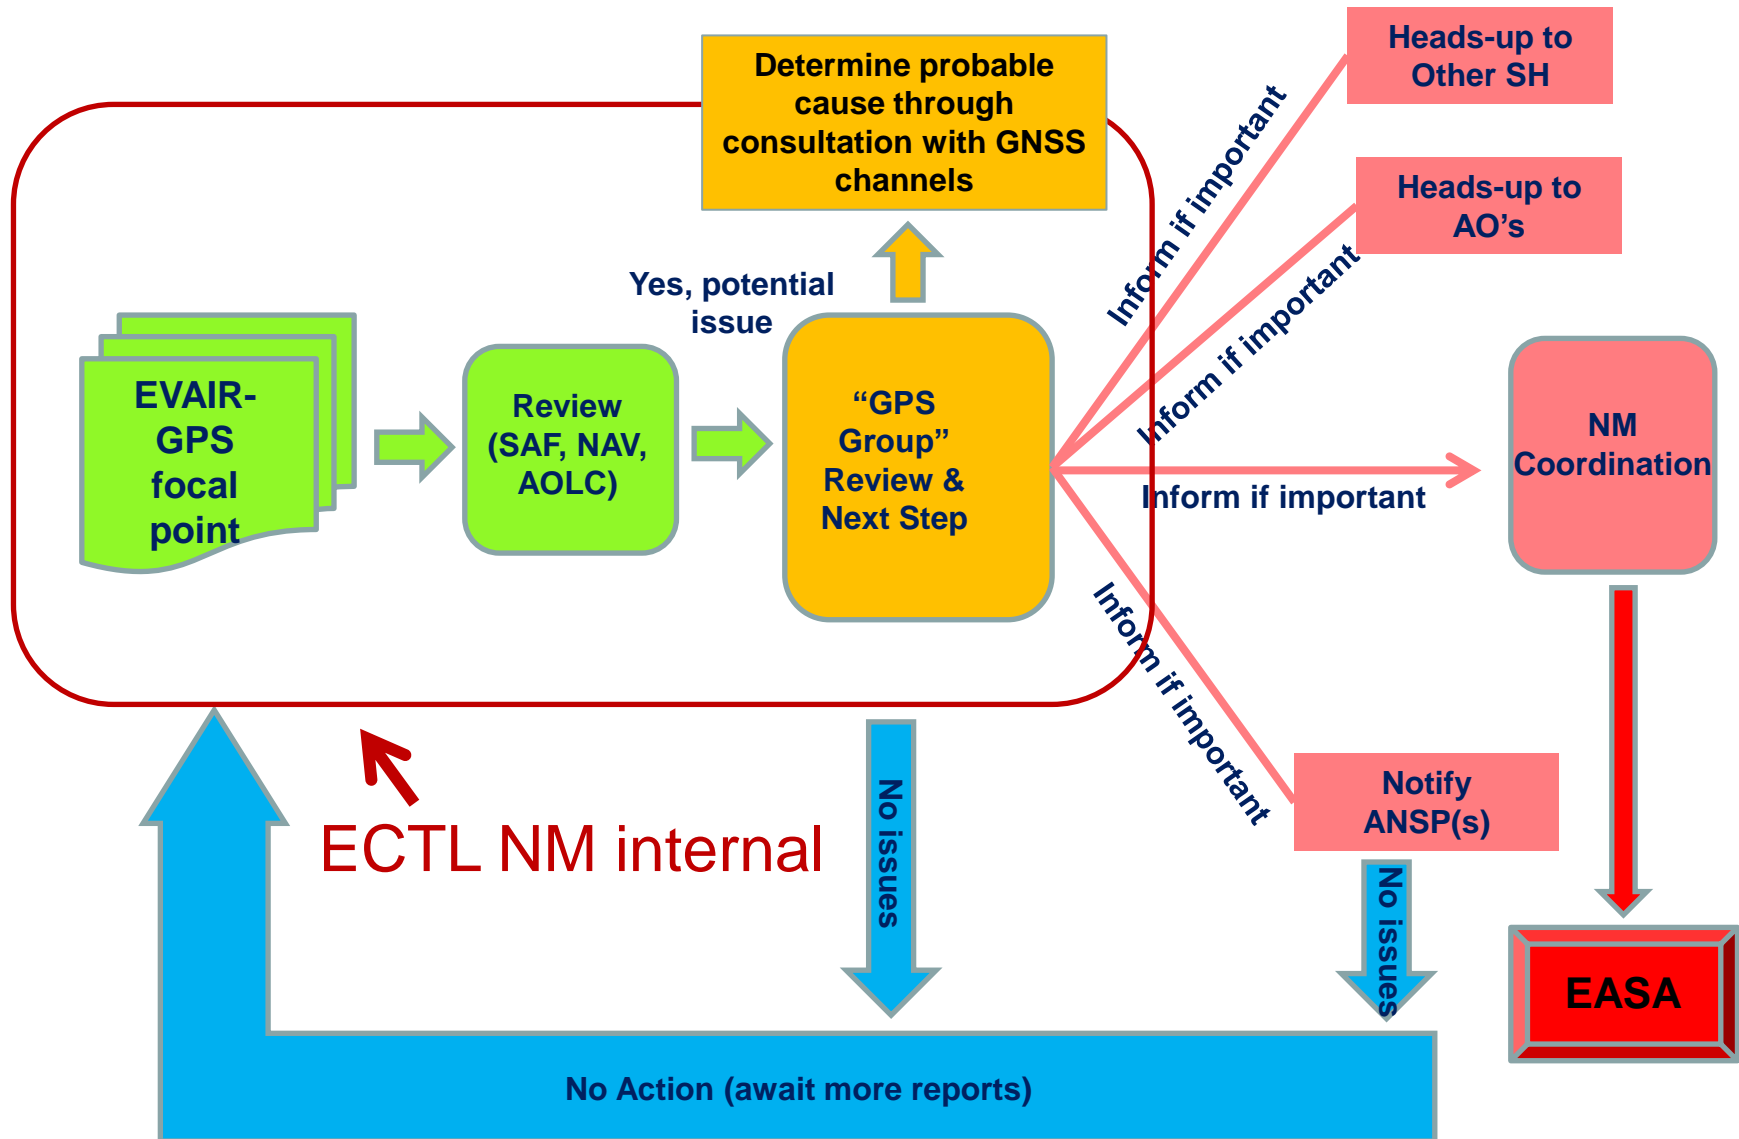 Determine probable
cause through
consultation with GNSS
channels
Heads-up to
Other SH
Heads-up to
AO’s
Inform if important
Inform if important
Yes, potential
issue
EVAIR-
GPS
focal
point
Review
(SAF, NAV,
AOLC)
“GPS
Group”
Review &
Next Step
Inform if important
NM
Coordination
Inform if important
ECTL NM internal
No issues
Notify
ANSP(s)
No issues
EASA
No Action (await more reports)